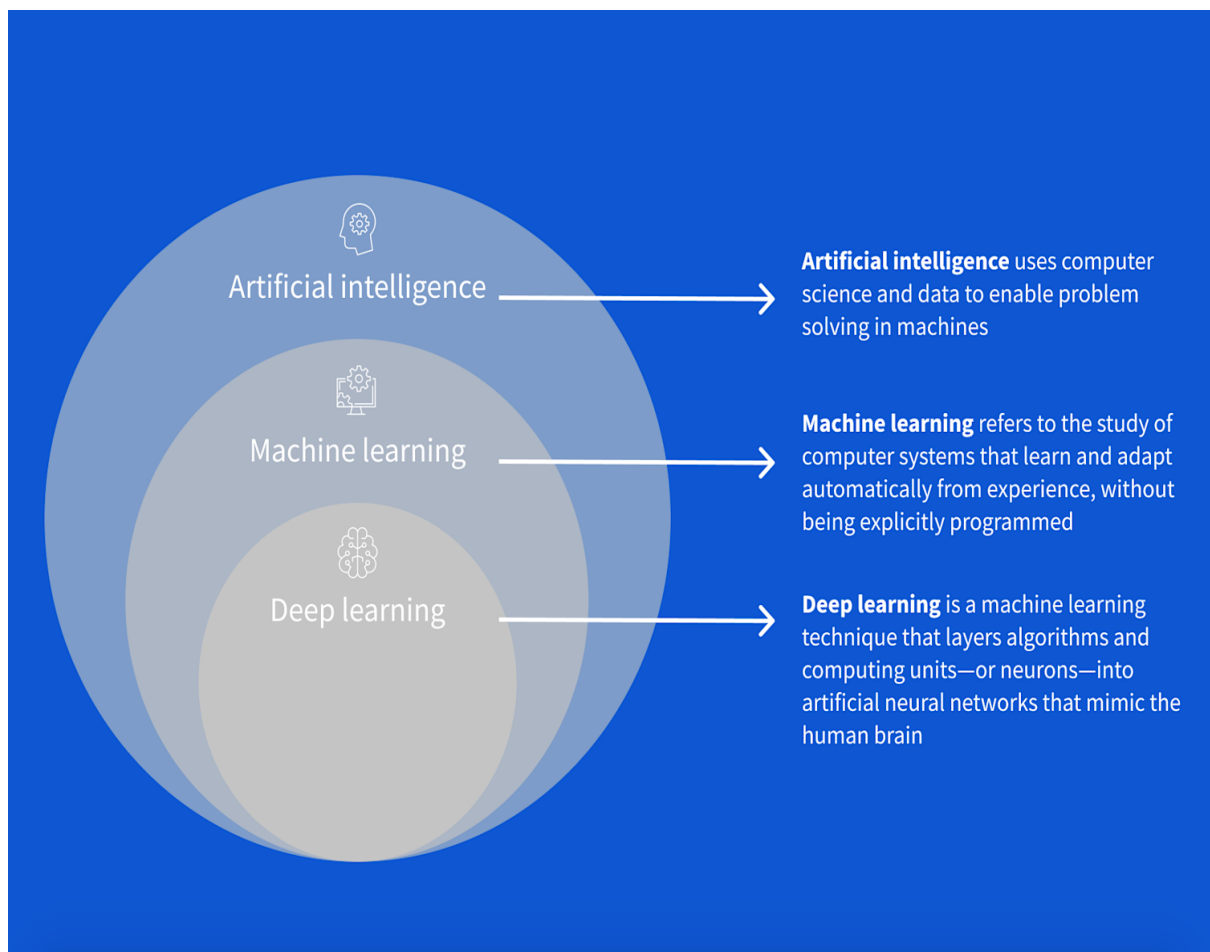 Artificial intelligence
Artificial intelligence uses computer
science and data to enable problem
solving in machines
Machine learning
Machine learning refers to the study of
computer systems that learn and adapt
automatically from experience, without
being explicitly programmed
Deep learning
Deep learning is a machine learning
technique that layers algorithms and
computing units—or neurons—into
artificial neural networks that mimic the
human brain